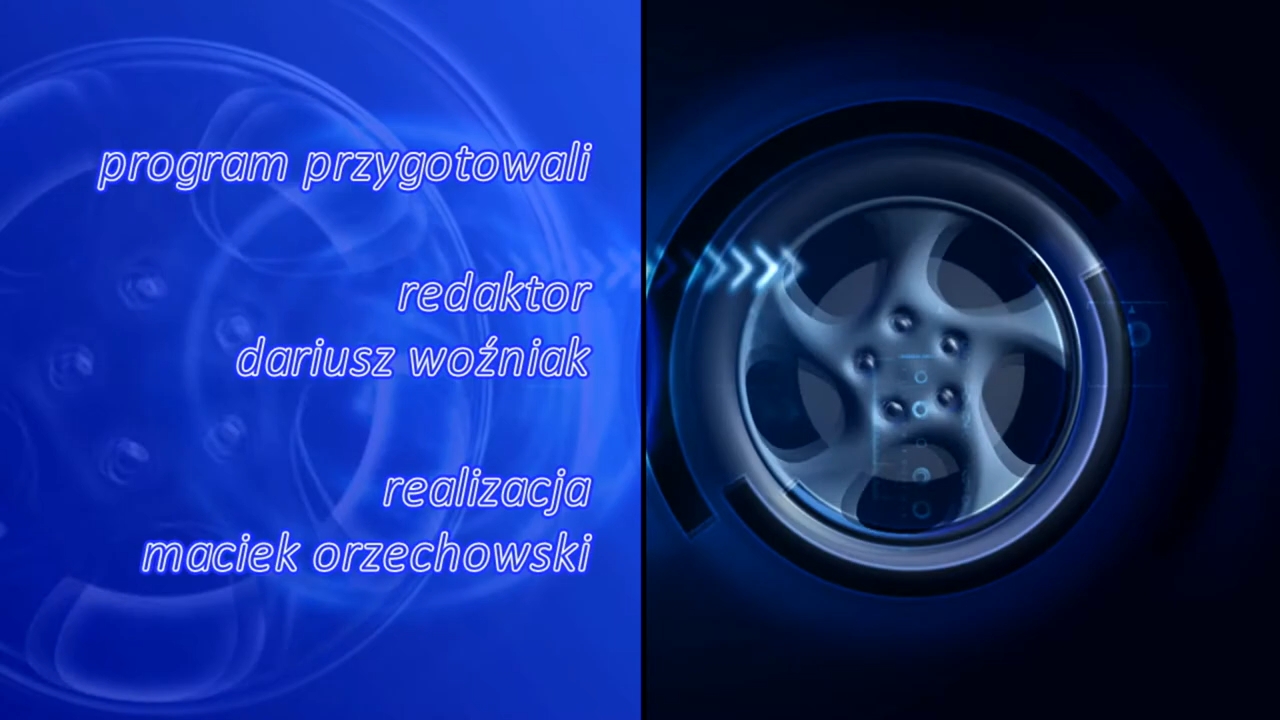 program przygotowali
redaktor
dariusz woźniak
realizacja
maciek orzechowski